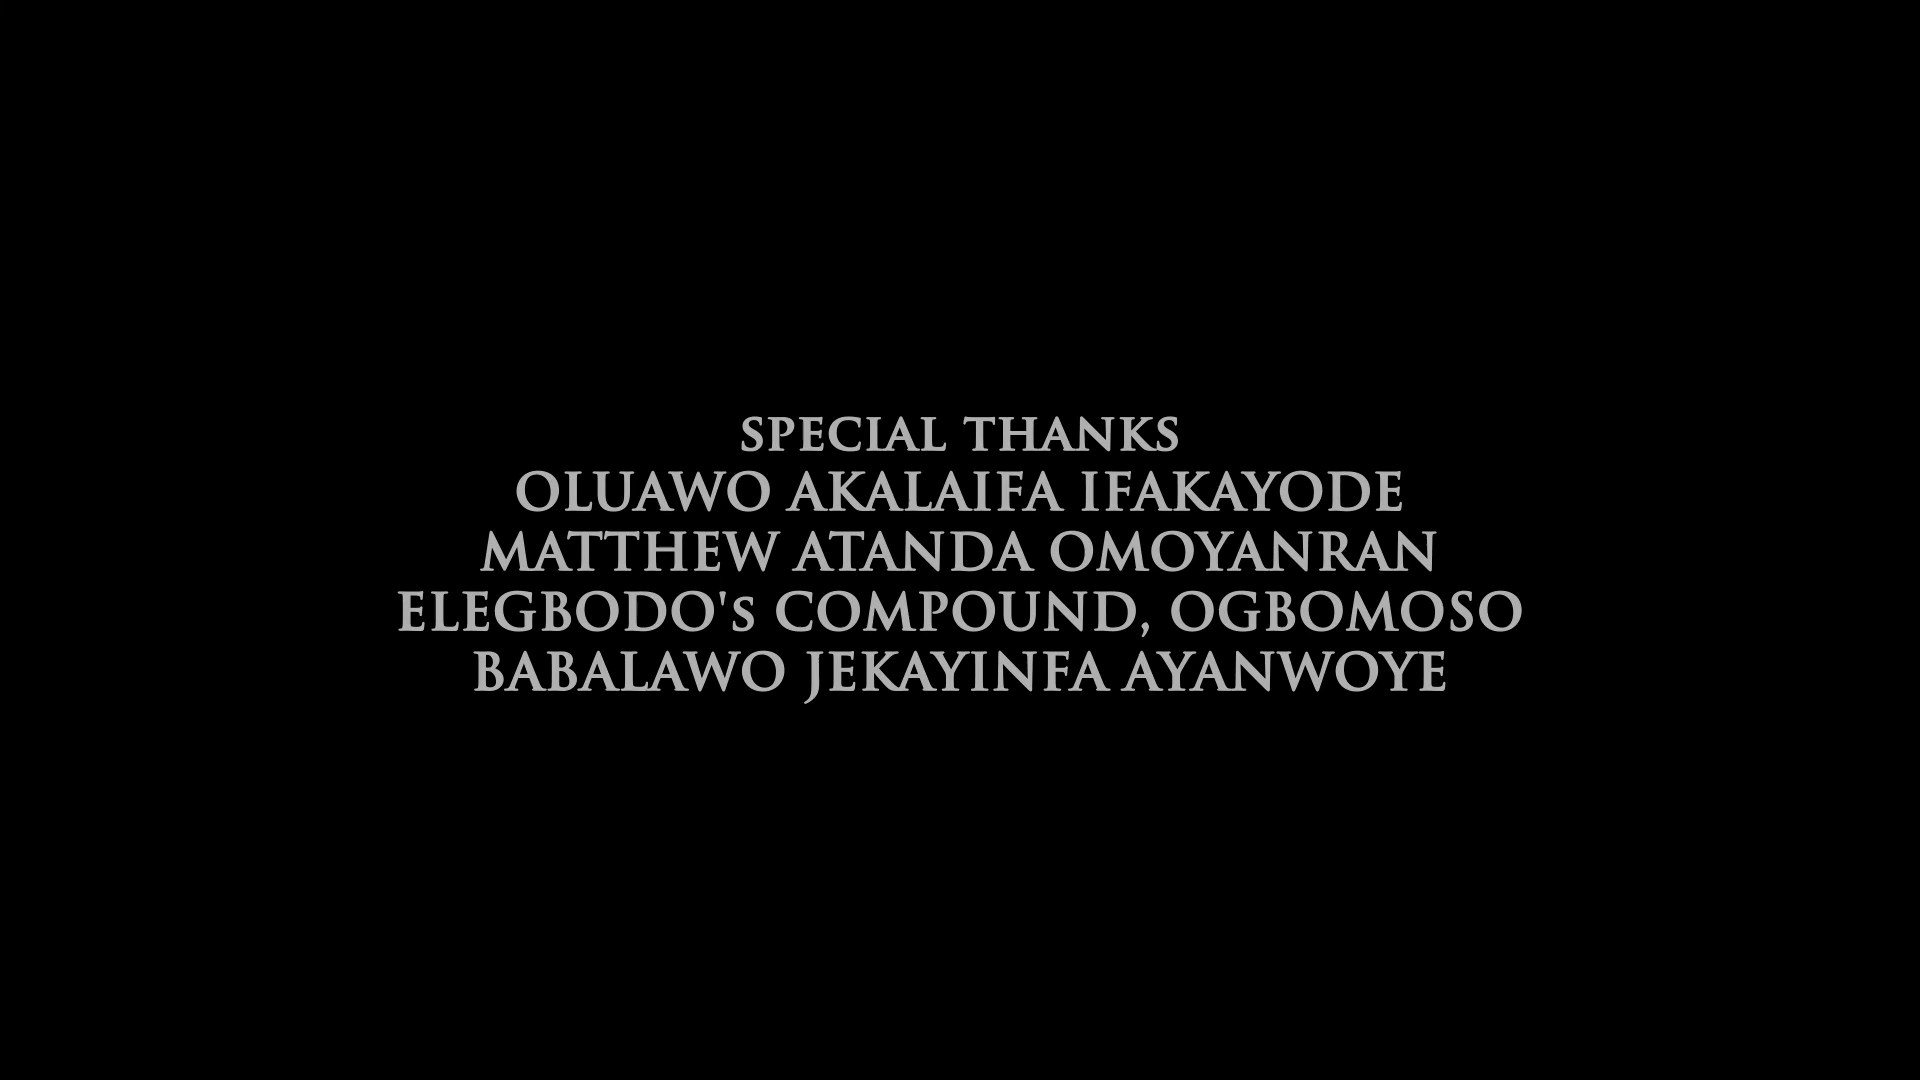 SPECIAL THANKS
OLUAWO AKALAIFA IFAKAYODE
MATTHEW ATANDA OMOYANRAN
ELEGBODO's COMPOUND, OGBOMOSO
BABALAWO JEKAYINFA AYANWOYE